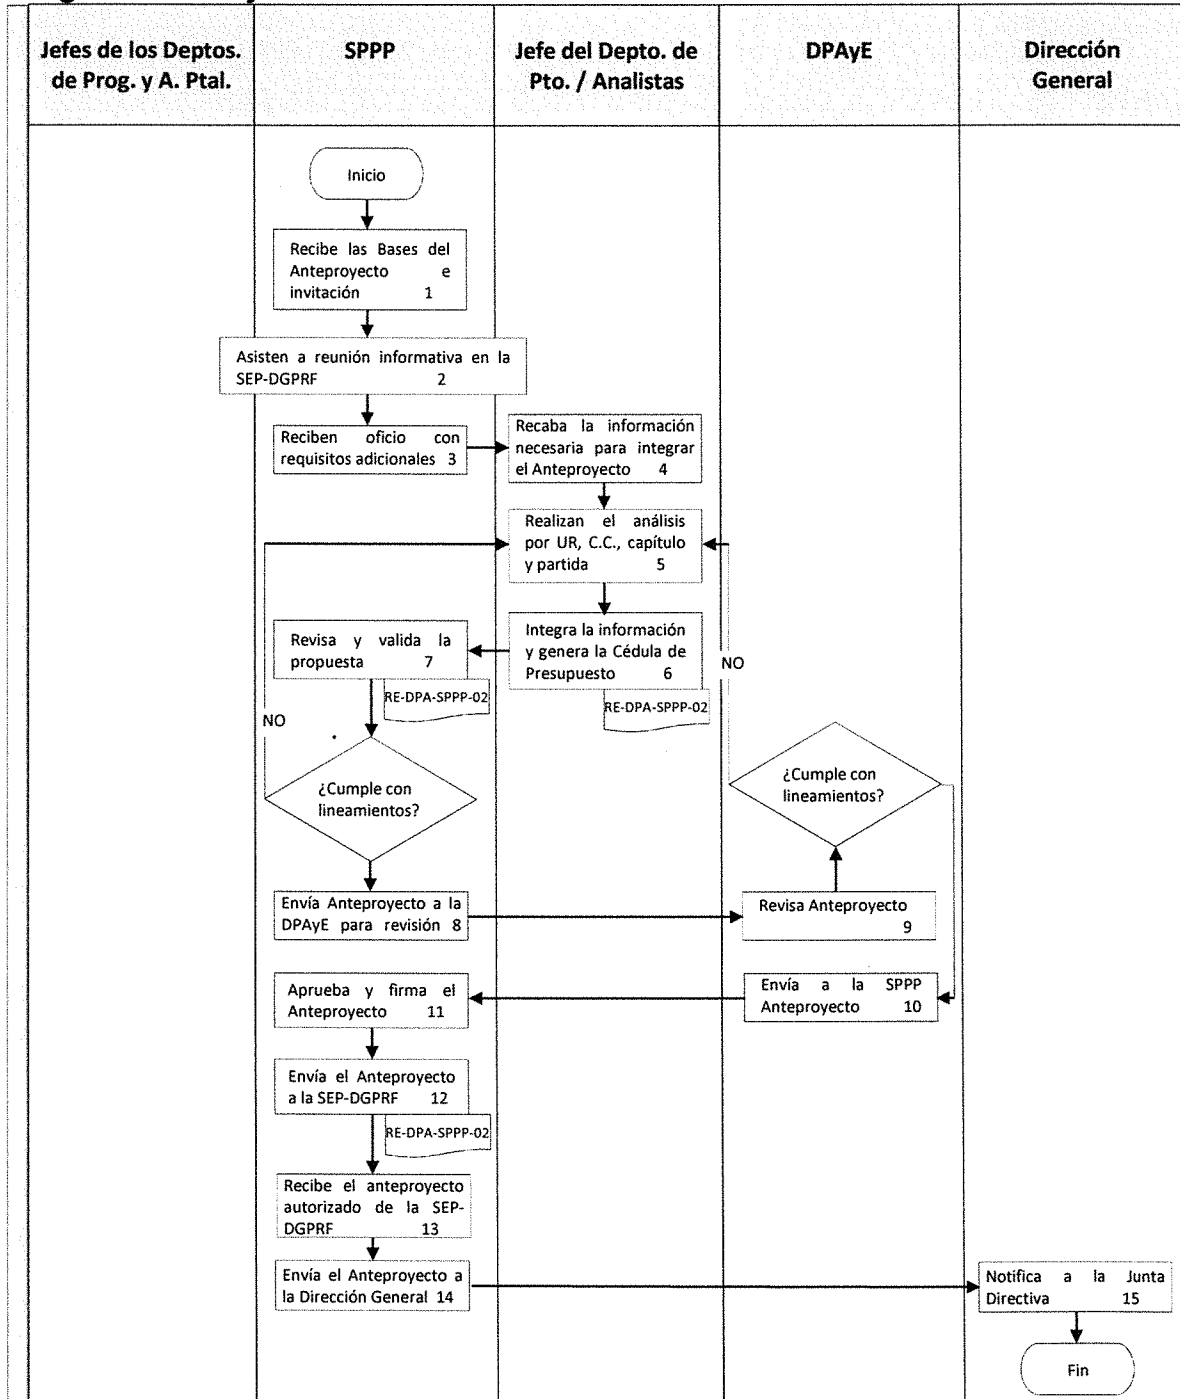 Jefes de los Deptos.
de Prog. y A. Ptal.
SPPP
Jefe del Depto. de
Pto. / Analistas
DPAyE
Dirección
General
Inicio
Recibe las Bases del
Anteproyecto e
invitación 1
Asisten a reunión informativa en la
SEP-DGPRF 2
Reciben oficio con
requisitos adicionales 3
Recaba la información
necesaria para integrar
el Anteproyecto 4
Realizan el análisis
por UR, C.C., capítulo
y partida 5
Integra la información
y genera la Cédula de
Presupuesto 6
RE-DPA-SPPP-02
Revisa y valida la
propuesta 7
RE-DPA-SPPP-02
NO
¿Cumple con
lineamientos?
Envía Anteproyecto a la
DPAyE para revisión 8
Revisa Anteproyecto
9
¿Cumple con
lineamientos?
NO
Envía a la SPPP
Anteproyecto 10
Aprueba y firma el
Anteproyecto 11
Envía el Anteproyecto
a la SEP-DGPRF 12
RE-DPA-SPPP-02
Recibe el anteproyecto
autorizado de la SEP-
DGPRF 13
Envía el Anteproyecto a
la Dirección General 14
Notifica a la Junta
Directiva 15
Fin